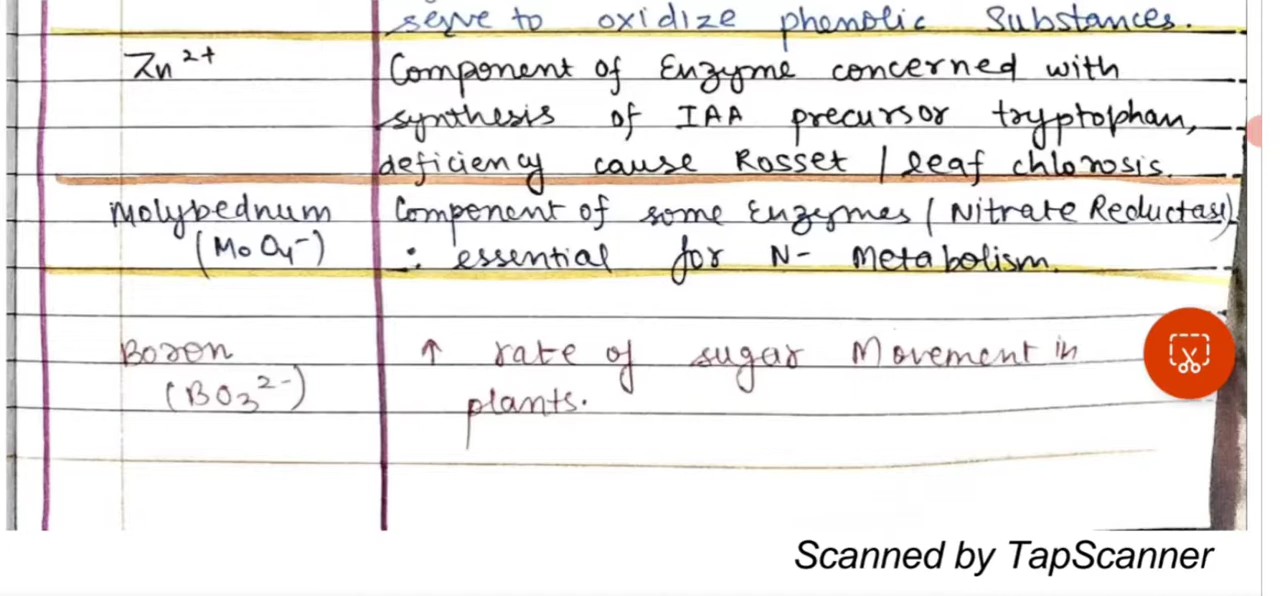 serve to oxidize phenolic Substances.
Zn2+ Component of Enzyme concerned with
synthesis of IAA precursor tryptophan,
deficiency cause Rosset / leaf chlorosis.
Molybednum Component of some Enzymes (Nitrate Reductase)
(MoO4-) : essential for N- Metabolism.
Boron ↑ rate of sugar Movement in
(BO3 2-) plants.
Scanned by TapScanner